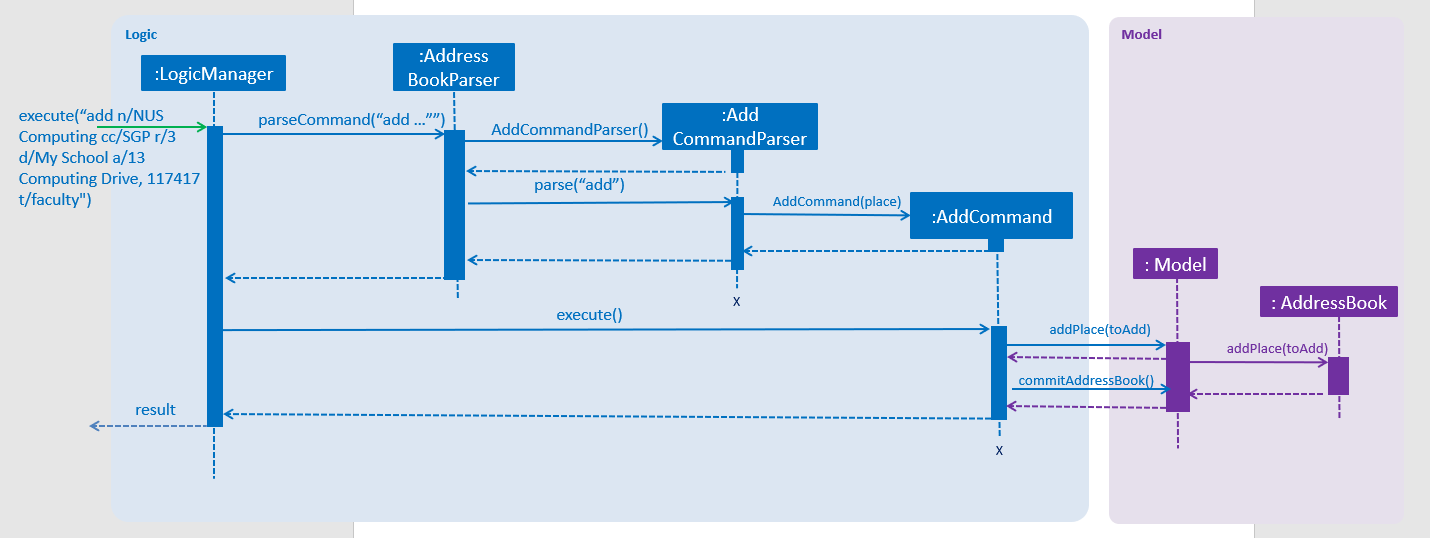 Logic
Model
:LogicManager
:Address
BookParser
execute(“add n/NUS
Computing cc/SGP r/3
d/My School a/13
Computing Drive, 117417
t/faculty")
parseCommand(“add …””)
AddCommandParser()
:Add
CommandParser
parse(“add”)
AddCommand(place)
:AddCommand
: Model
: AddressBook
X
execute()
addPlace(toAdd)
addPlace(toAdd)
commitAddressBook()
result
X